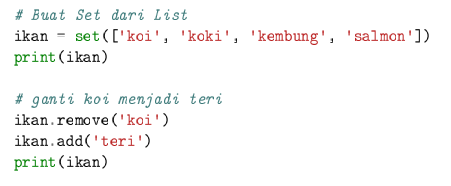 # Buat Set dari List
ikan = set(['koi', 'koki', 'kembung', 'salmon'])
print(ikan)
# ganti koi menjadi teri
ikan.remove('koi')
ikan.add('teri')
print(ikan)